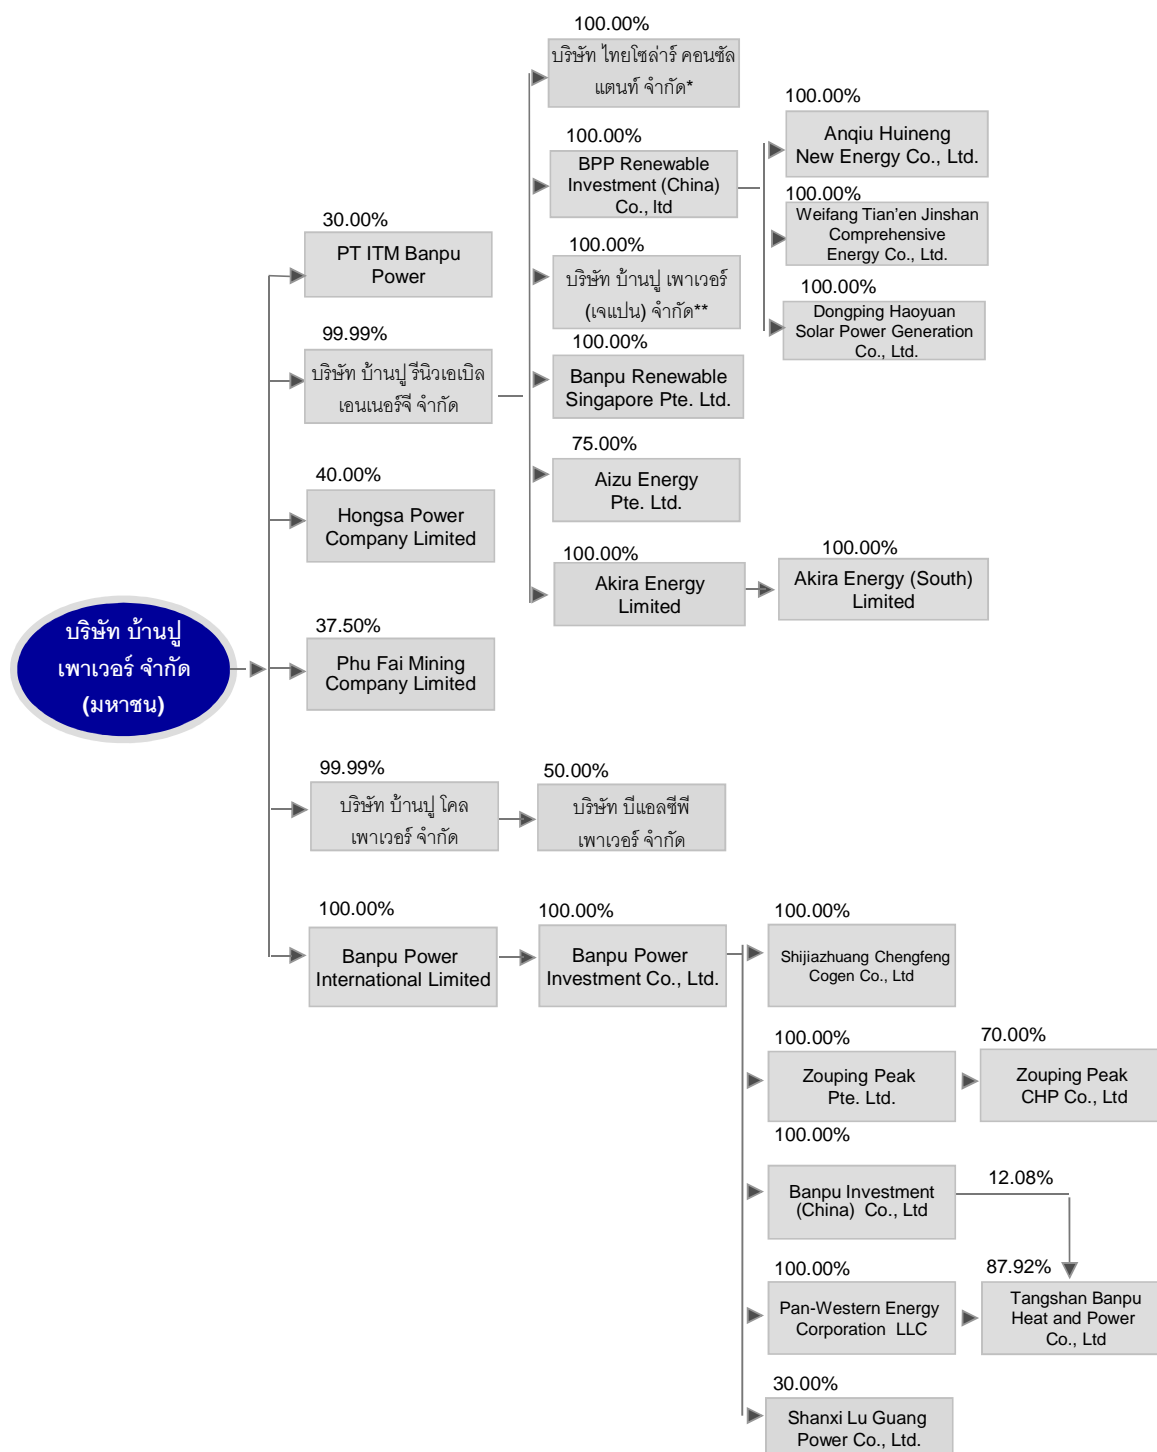 บริษัท บ้านปู
เพาเวอร์ จำกัด
(มหาชน)
30.00%
PT ITM Banpu
Power
99.99%
บริษัท บ้านปู รีนิวเอเบิล
เอนเนอร์จี จำกัด
40.00%
Hongsa Power
Company Limited
37.50%
Phu Fai Mining
Company Limited
99.99%
บริษัท บ้านปู โคล
เพาเวอร์ จำกัด
100.00%
Banpu Power
International Limited
100.00%
บริษัท ไทยโซล่าร์ คอนซัล
แตนท์ จำกัด*
100.00%
BPP Renewable
Investment (China)
Co., ltd
100.00%
บริษัท บ้านปู เพาเวอร์
(เจแปน) จำกัด**
100.00%
Banpu Renewable
Singapore Pte. Ltd.
75.00%
Aizu Energy
Pte. Ltd.
100.00%
Akira Energy
Limited
50.00%
บริษัท บีแอลซีพี
เพาเวอร์ จำกัด
100.00%
Banpu Power
Investment Co., Ltd.
100.00%
Anqiu Huineng
New Energy Co., Ltd.
100.00%
Weifang Tian'en Jinshan
Comprehensive
Energy Co., Ltd.
100.00%
Dongping Haoyuan
Solar Power Generation
Co., Ltd.
100.00%
Akira Energy (South)
Limited
100.00%
Shijiazhuang Chengfeng
Cogen Co., Ltd
100.00%
Zouping Peak
Pte. Ltd.
70.00%
Zouping Peak
CHP Co., Ltd
100.00%
Banpu Investment
(China) Co., Ltd
12.08%
100.00%
Pan-Western Energy
Corporation LLC
87.92%
Tangshan Banpu
Heat and Power
Co., Ltd
30.00%
Shanxi Lu Guang
Power Co., Ltd.